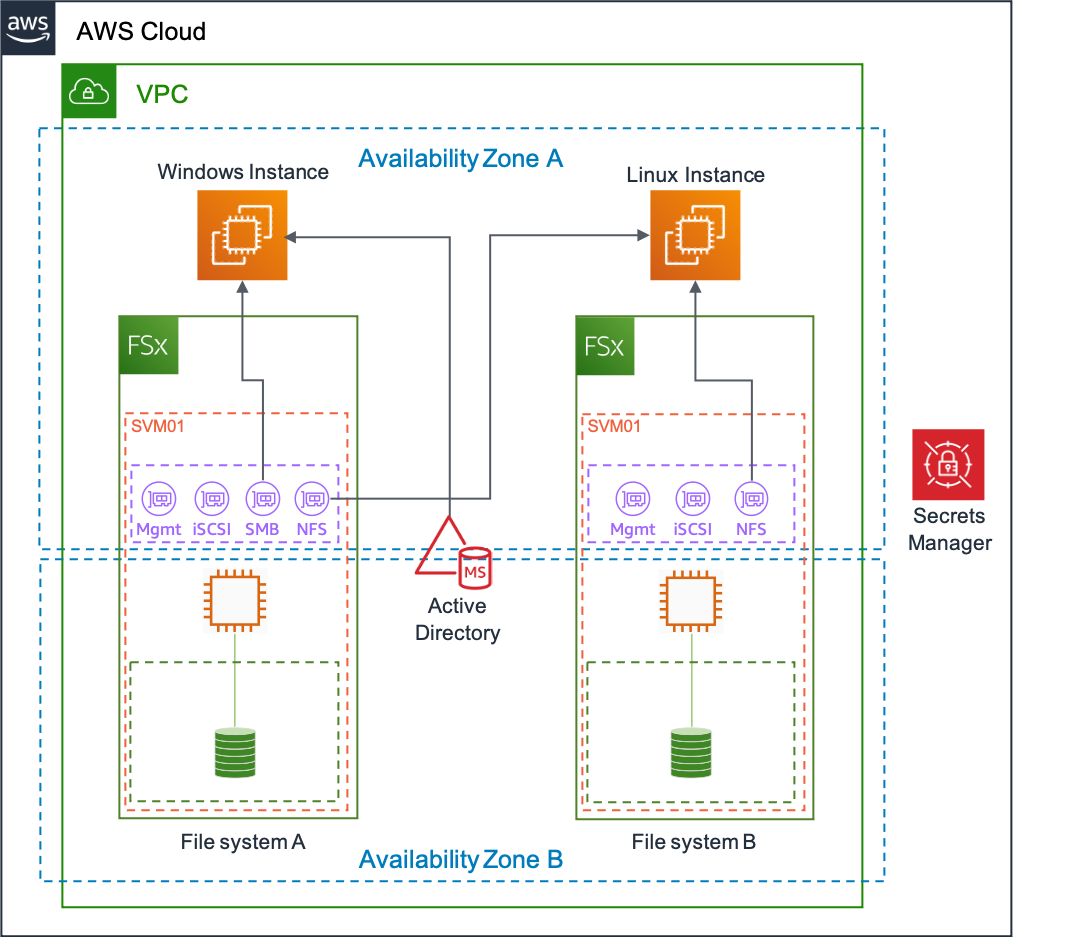 aws
AWS Cloud
VPC
Availability Zone A
Windows Instance
Linux Instance
FSx
FSx
SVM01
SVM01
Mgmt iSCSI SMB NFS
Mgmt iSCSI NFS
Secrets
Manager
MS
Active
Directory
File system A
File system B
Availability Zone B